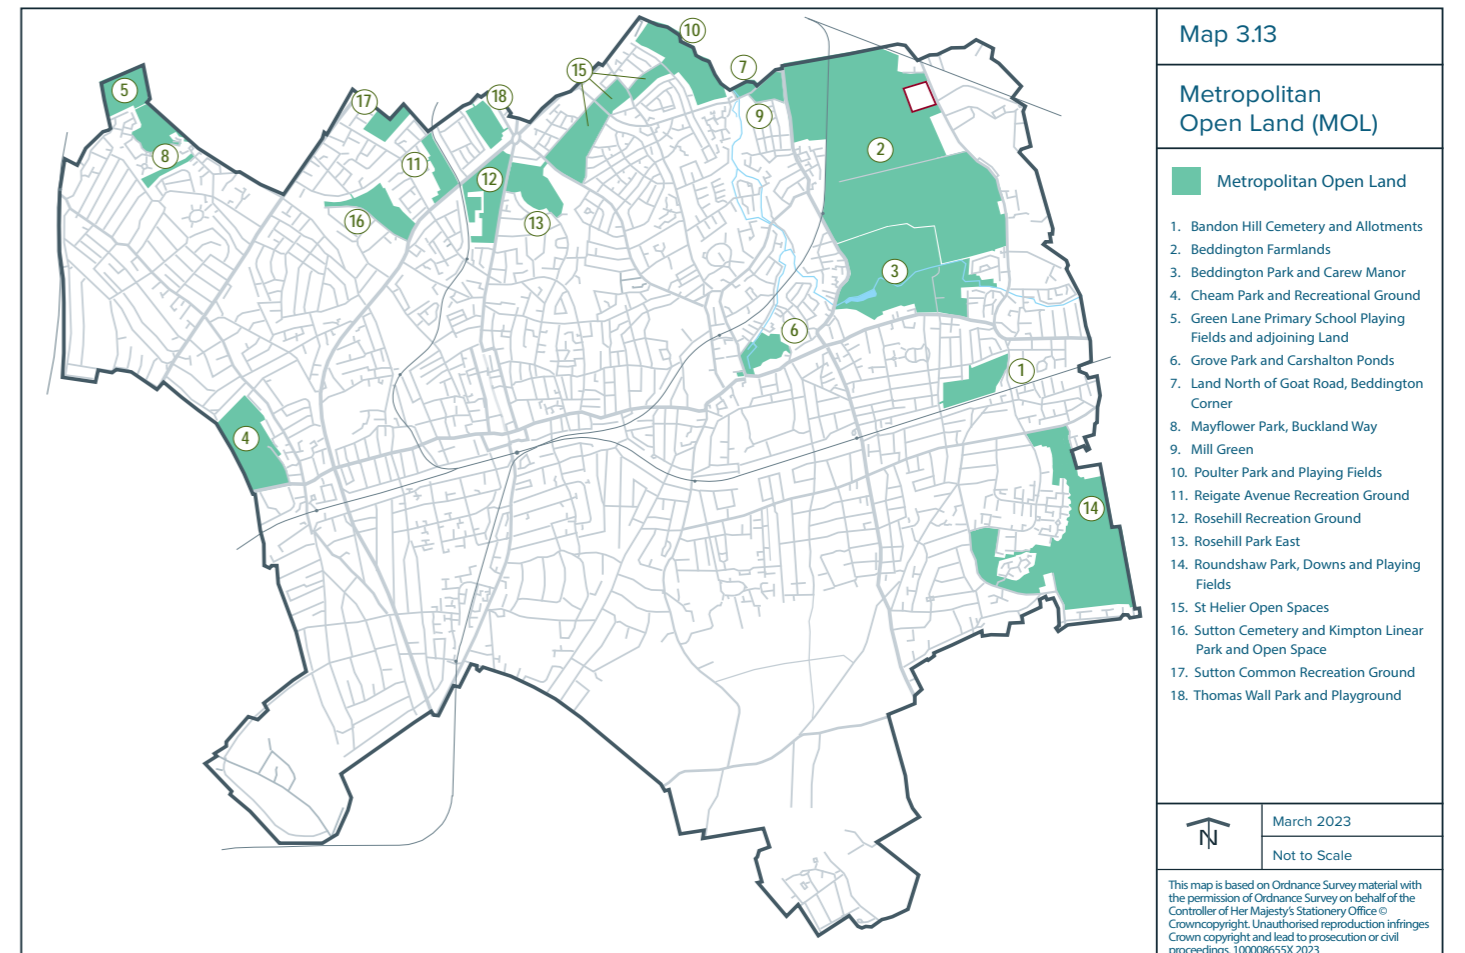 Map 3.13
Metropolitan
Open Land (MOL)
Metropolitan Open Land
1. Bandon Hill Cemetery and Allotments
2. Beddington Farmlands
3. Beddington Park and Carew Manor
4. Cheam Park and Recreational Ground
5. Green Lane Primary School Playing
Fields and adjoining Land
6. Grove Park and Carshalton Ponds
7. Land North of Goat Road, Beddington
Corner
8. Mayflower Park, Buckland Way
9. Mill Green
10. Poulter Park and Playing Fields
11. Reigate Avenue Recreation Ground
12. Rosehill Recreation Ground
13. Rosehill Park East
14. Roundshaw Park, Downs and Playing
Fields
15. St Helier Open Spaces
16. Sutton Cemetery and Kimpton Linear
Park and Open Space
17. Sutton Common Recreation Ground
18. Thomas Wall Park and Playground
N
March 2023
Not to Scale
This map is based on Ordnance Survey material with
the permission of Ordnance Survey on behalf of the
Controller of Her Majesty's Stationery Office ©
Crowncopyright. Unauthorised reproduction infringes
Crown copyright and lead to prosecution or civil
proceedings. 100008655X 2023
10
7
15
5
17
18
9
8
11
12
2
16
13
3
6
1
4
14